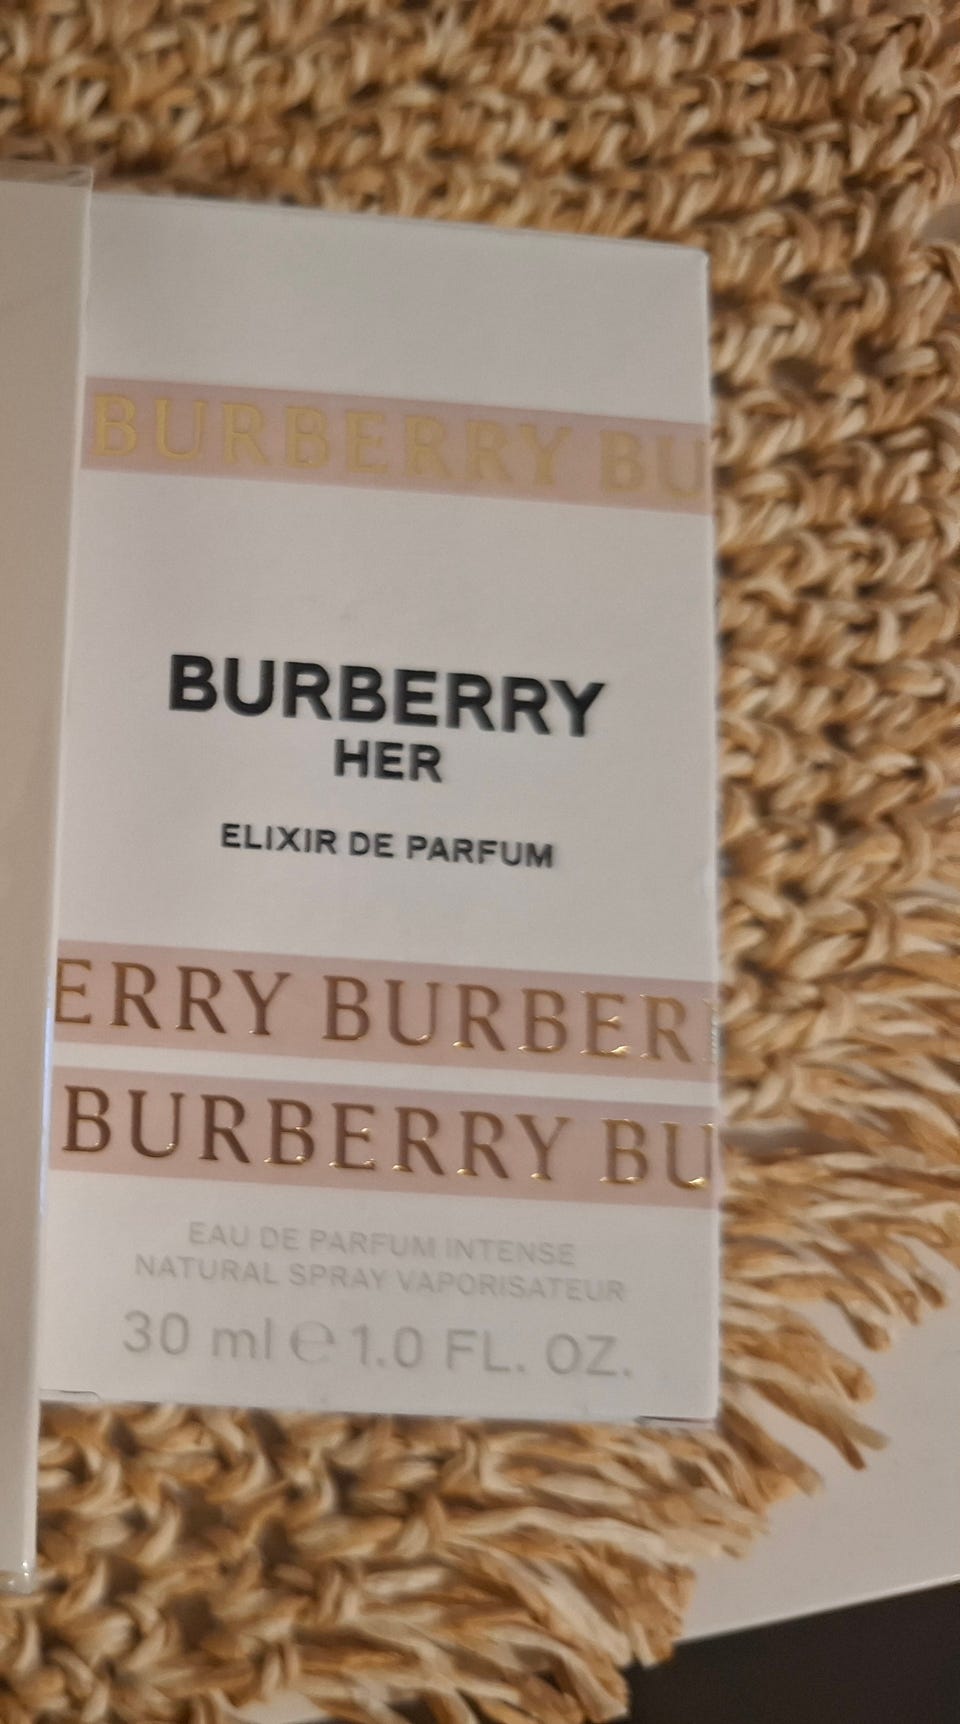 BURBERRY BU
BURBERRY
HER
ELIXIR DE PARFUM
ERRY BURBER
BURBERRY BU
EAU DE PARFUM INTENSE
NATURAL SPRAY VAPORISATEUR
30 ml ℮ 1.0 FL. OZ.